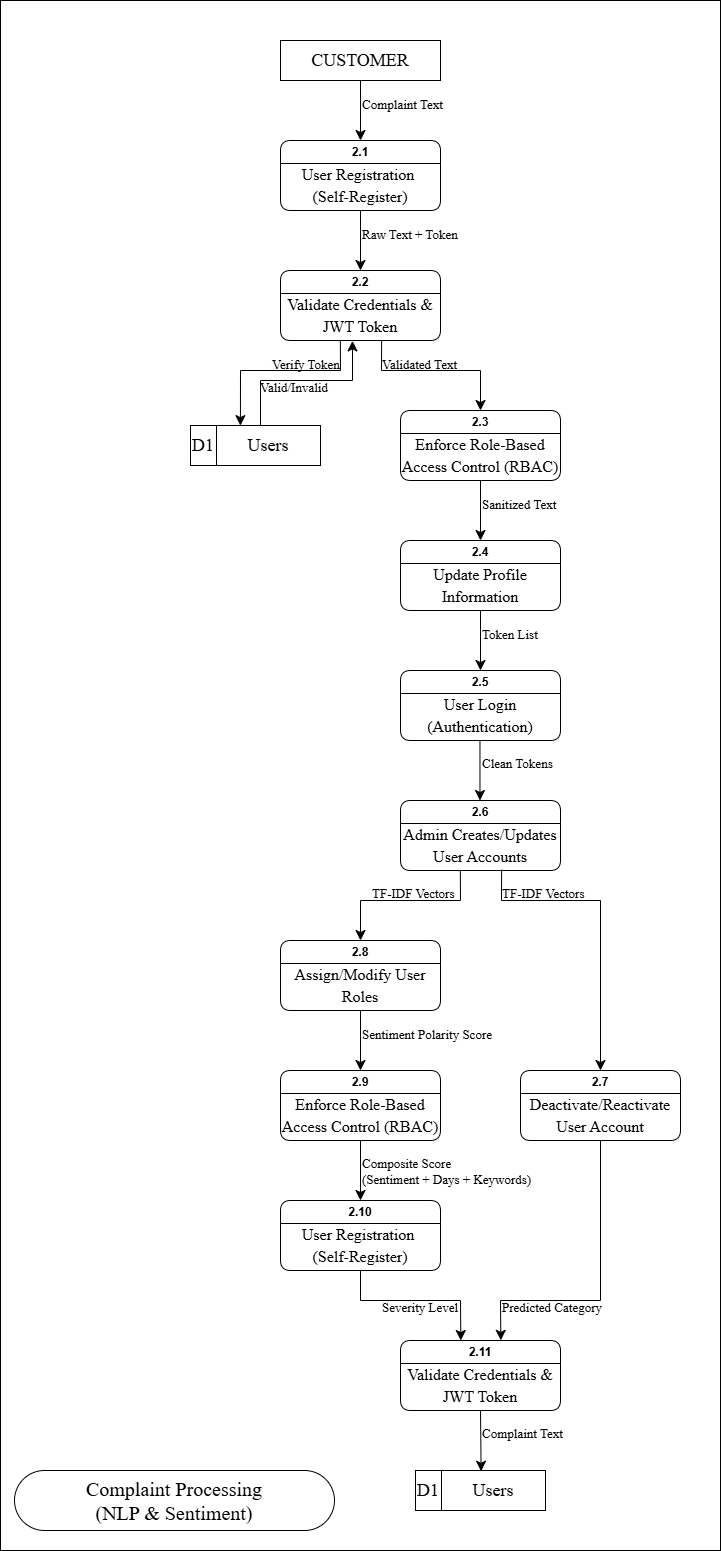 CUSTOMER
Complaint Text
2.1
User Registration
(Self-Register)
Raw Text + Token
2.2
Validate Credentials &
JWT Token
Verify Token
Validated Text
Valid/Invalid
D1
Users
2.3
Enforce Role-Based
Access Control (RBAC)
Sanitized Text
2.4
Update Profile
Information
Token List
2.5
User Login
(Authentication)
Clean Tokens
2.6
Admin Creates/Updates
User Accounts
TF-IDF Vectors
TF-IDF Vectors
2.8
Assign/Modify User
Roles
Sentiment Polarity Score
2.9
Enforce Role-Based
Access Control (RBAC)
2.7
Deactivate/Reactivate
User Account
Composite Score
(Sentiment + Days + Keywords)
2.10
User Registration
(Self-Register)
Severity Level
Predicted Category
2.11
Validate Credentials &
JWT Token
Complaint Text
D1
Users
Complaint Processing
(NLP & Sentiment)